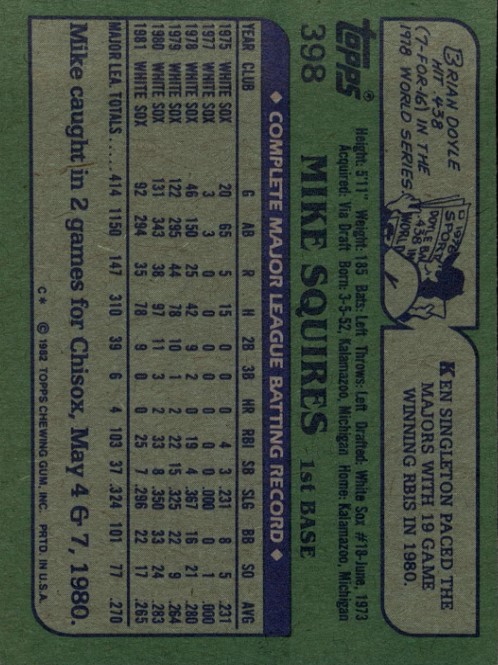 BRIAN DOYLE
HIT .438
(7-FOR-16) IN THE
1978 WORLD SERIES.
1978
SPORTS
DOYLE BATS
.438 IN
WORLD
KEN SINGLETON PACED THE
MAJORS WITH 19 GAME
WINNING RBIS IN 1980.
topps®
398
MIKE SQUIRES 1st BASE
Height: 5'11" Weight: 185 Bats: Left Throws: Left Drafted: White Sox #18-June, 1973
Acquired: Via Draft Born: 3-5-52, Kalamazoo, Michigan Home: Kalamazoo, Michigan
◆ COMPLETE MAJOR LEAGUE BATTING RECORD ◆
YEAR CLUB G AB R H 2B 3B HR RBI SB SLG BB SO AVG
1975 WHITE SOX 20 65 5 15 0 0 0 4 3 .231 8 5 .231
1977 WHITE SOX 3 3 0 0 0 0 0 0 0 .000 0 1 .000
1978 WHITE SOX 46 150 25 42 9 2 0 19 4 .367 16 21 .280
1979 WHITE SOX 122 295 44 78 10 1 2 22 15 .325 22 9 .264
1980 WHITE SOX 131 343 38 97 11 3 2 33 8 .350 33 24 .283
1981 WHITE SOX 92 294 35 78 9 0 0 25 7 .296 22 17 .265
MAJOR LEA. TOTALS ..... 414 1150 147 310 39 6 4 103 37 .324 101 77 .270
Mike caught in 2 games for Chisox, May 4 & 7, 1980.
C* © 1982 TOPPS CHEWING GUM, INC. PRTD. IN U.S.A.